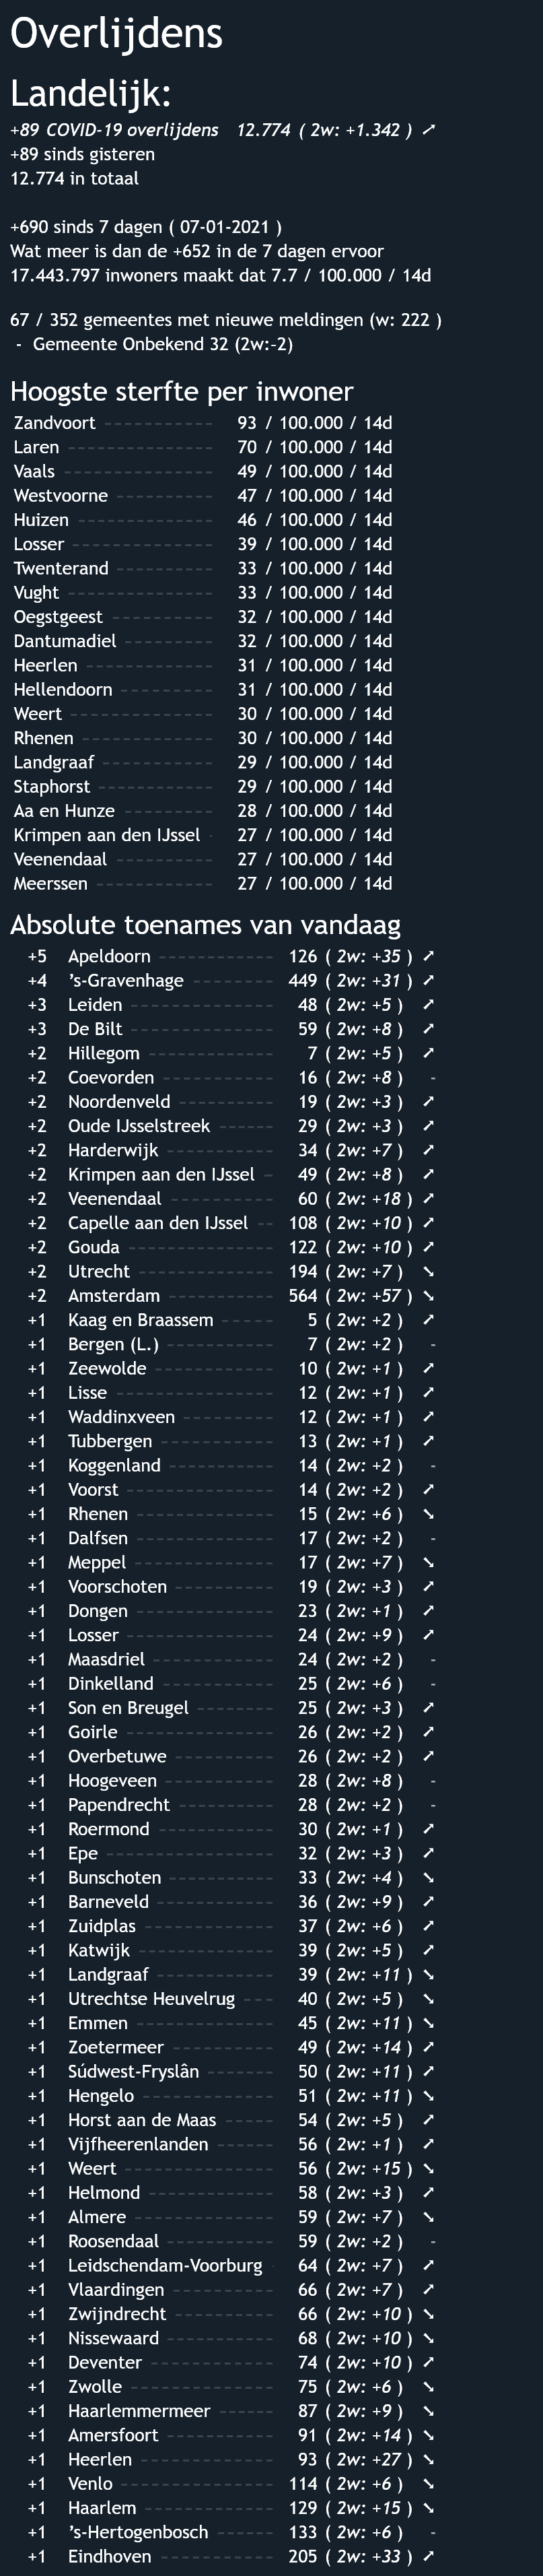 Overlijdens
Landelijk:
+89 COVID-19 overlijdens 12.774 ( 2w: +1.342 ) ↗
+89 sinds gisteren
12.774 in totaal
+690 sinds 7 dagen ( 07-01-2021 )
Wat meer is dan de +652 in de 7 dagen ervoor
17.443.797 inwoners maakt dat 7.7 / 100.000 / 14d
67 / 352 gemeentes met nieuwe meldingen (w: 222 )
- Gemeente Onbekend 32 (2w:-2)
Hoogste sterfte per inwoner
Zandvoort ----------- 93 / 100.000 / 14d
Laren --------------- 70 / 100.000 / 14d
Vaals --------------- 49 / 100.000 / 14d
Westvoorne ---------- 47 / 100.000 / 14d
Huizen -------------- 46 / 100.000 / 14d
Losser -------------- 39 / 100.000 / 14d
Twenterand ---------- 33 / 100.000 / 14d
Vught --------------- 33 / 100.000 / 14d
Oegstgeest ---------- 32 / 100.000 / 14d
Dantumadiel --------- 32 / 100.000 / 14d
Heerlen ------------- 31 / 100.000 / 14d
Hellendoorn --------- 31 / 100.000 / 14d
Weert --------------- 30 / 100.000 / 14d
Rhenen -------------- 30 / 100.000 / 14d
Landgraaf ----------- 29 / 100.000 / 14d
Staphorst ----------- 29 / 100.000 / 14d
Aa en Hunze --------- 28 / 100.000 / 14d
Krimpen aan den IJssel - 27 / 100.000 / 14d
Veenendaal ---------- 27 / 100.000 / 14d
Meerssen ------------ 27 / 100.000 / 14d
Absolute toenames van vandaag
+5 Apeldoorn ------------- 126 ( 2w: +35 ) ↗
+4 's-Gravenhage --------- 449 ( 2w: +31 ) ↗
+3 Leiden ---------------- 48 ( 2w: +5 ) ↗
+3 De Bilt --------------- 59 ( 2w: +8 ) ↗
+2 Hillegom -------------- 7 ( 2w: +5 ) ↗
+2 Coevorden ------------- 16 ( 2w: +8 ) -
+2 Noordenveld ----------- 19 ( 2w: +3 ) ↗
+2 Oude IJsselstreek ------ 29 ( 2w: +3 ) ↗
+2 Harderwijk ------------ 34 ( 2w: +7 ) ↗
+2 Krimpen aan den IJssel - 49 ( 2w: +8 ) ↗
+2 Veenendaal ------------ 60 ( 2w: +18 ) ↗
+2 Capelle aan den IJssel -- 108 ( 2w: +10 ) ↗
+2 Gouda ----------------- 122 ( 2w: +10 ) ↗
+2 Utrecht --------------- 194 ( 2w: +7 ) ↘
+2 Amsterdam ------------- 564 ( 2w: +57 ) ↘
+1 Kaag en Braassem ------ 5 ( 2w: +2 ) ↗
+1 Bergen (L.) ------------ 7 ( 2w: +2 ) -
+1 Zeewolde -------------- 10 ( 2w: +1 ) ↗
+1 Lisse ----------------- 12 ( 2w: +1 ) ↗
+1 Waddinxveen ----------- 12 ( 2w: +1 ) ↗
+1 Tubbergen ------------- 13 ( 2w: +1 ) ↗
+1 Koggenland ------------ 14 ( 2w: +2 ) -
+1 Voorst ---------------- 14 ( 2w: +2 ) ↗
+1 Rhenen ---------------- 15 ( 2w: +6 ) ↘
+1 Dalfsen --------------- 17 ( 2w: +2 ) -
+1 Meppel ---------------- 17 ( 2w: +7 ) ↘
+1 Voorschoten ----------- 19 ( 2w: +3 ) ↗
+1 Dongen ---------------- 23 ( 2w: +1 ) ↗
+1 Losser ---------------- 24 ( 2w: +9 ) ↗
+1 Maasdriel ------------- 24 ( 2w: +2 ) -
+1 Dinkelland ------------ 25 ( 2w: +6 ) -
+1 Son en Breugel --------- 25 ( 2w: +3 ) ↗
+1 Goirle ---------------- 26 ( 2w: +2 ) ↗
+1 Overbetuwe ------------ 26 ( 2w: +2 ) ↗
+1 Hoogeveen ------------- 28 ( 2w: +8 ) -
+1 Papendrecht ----------- 28 ( 2w: +2 ) -
+1 Roermond -------------- 30 ( 2w: +1 ) ↗
+1 Epe ------------------- 32 ( 2w: +3 ) ↗
+1 Bunschoten ------------ 33 ( 2w: +4 ) ↘
+1 Barneveld ------------- 36 ( 2w: +9 ) ↗
+1 Zuidplas -------------- 37 ( 2w: +6 ) ↗
+1 Katwijk --------------- 39 ( 2w: +5 ) ↗
+1 Landgraaf ------------- 39 ( 2w: +11 ) ↘
+1 Utrechtse Heuvelrug --- 40 ( 2w: +5 ) ↘
+1 Emmen ----------------- 45 ( 2w: +11 ) ↘
+1 Zoetermeer ------------ 49 ( 2w: +14 ) ↗
+1 Súdwest-Fryslân -------- 50 ( 2w: +11 ) ↗
+1 Hengelo --------------- 51 ( 2w: +11 ) ↘
+1 Horst aan de Maas ----- 54 ( 2w: +5 ) ↗
+1 Vijfheerenlanden ------- 56 ( 2w: +1 ) ↗
+1 Weert ----------------- 56 ( 2w: +15 ) ↘
+1 Helmond --------------- 58 ( 2w: +3 ) ↗
+1 Almere ---------------- 59 ( 2w: +7 ) ↘
+1 Roosendaal ------------ 59 ( 2w: +2 ) -
+1 Leidschendam-Voorburg - 64 ( 2w: +7 ) ↗
+1 Vlaardingen ----------- 66 ( 2w: +7 ) ↗
+1 Zwijndrecht ----------- 66 ( 2w: +10 ) ↘
+1 Nissewaard ------------ 68 ( 2w: +10 ) ↘
+1 Deventer -------------- 74 ( 2w: +10 ) ↗
+1 Zwolle ---------------- 75 ( 2w: +6 ) ↘
+1 Haarlemmermeer ------- 87 ( 2w: +9 ) ↘
+1 Amersfoort ------------ 91 ( 2w: +14 ) ↘
+1 Heerlen --------------- 93 ( 2w: +27 ) ↘
+1 Venlo ----------------- 114 ( 2w: +6 ) ↘
+1 Haarlem --------------- 129 ( 2w: +15 ) ↘
+1 's-Hertogenbosch ------- 133 ( 2w: +6 ) -
+1 Eindhoven ------------- 205 ( 2w: +33 ) ↗